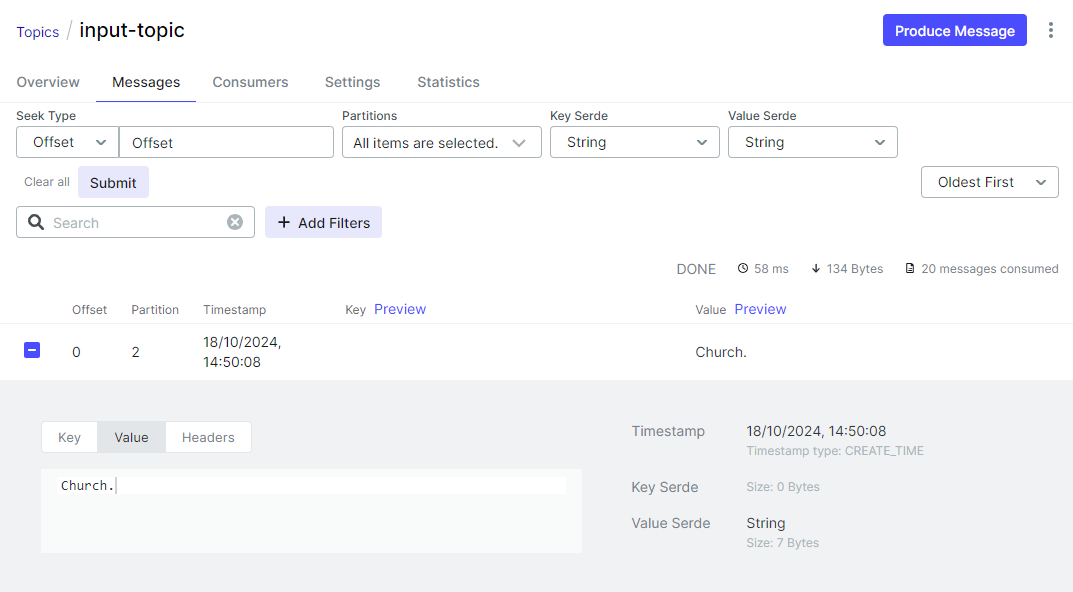 Topics / input-topic
Produce Message
Overview Messages Consumers Settings Statistics
Seek Type Partitions Key Serde Value Serde
Offset Offset All items are selected. String String
Clear all Submit Oldest First
Search + Add Filters
DONE 58 ms 134 Bytes 20 messages consumed
Offset Partition Timestamp Key Preview Value Preview
0 2 18/10/2024, 14:50:08 Church.
Key Value Headers
Church.
Timestamp 18/10/2024, 14:50:08
Timestamp type: CREATE_TIME
Key Serde Size: 0 Bytes
Value Serde String
Size: 7 Bytes